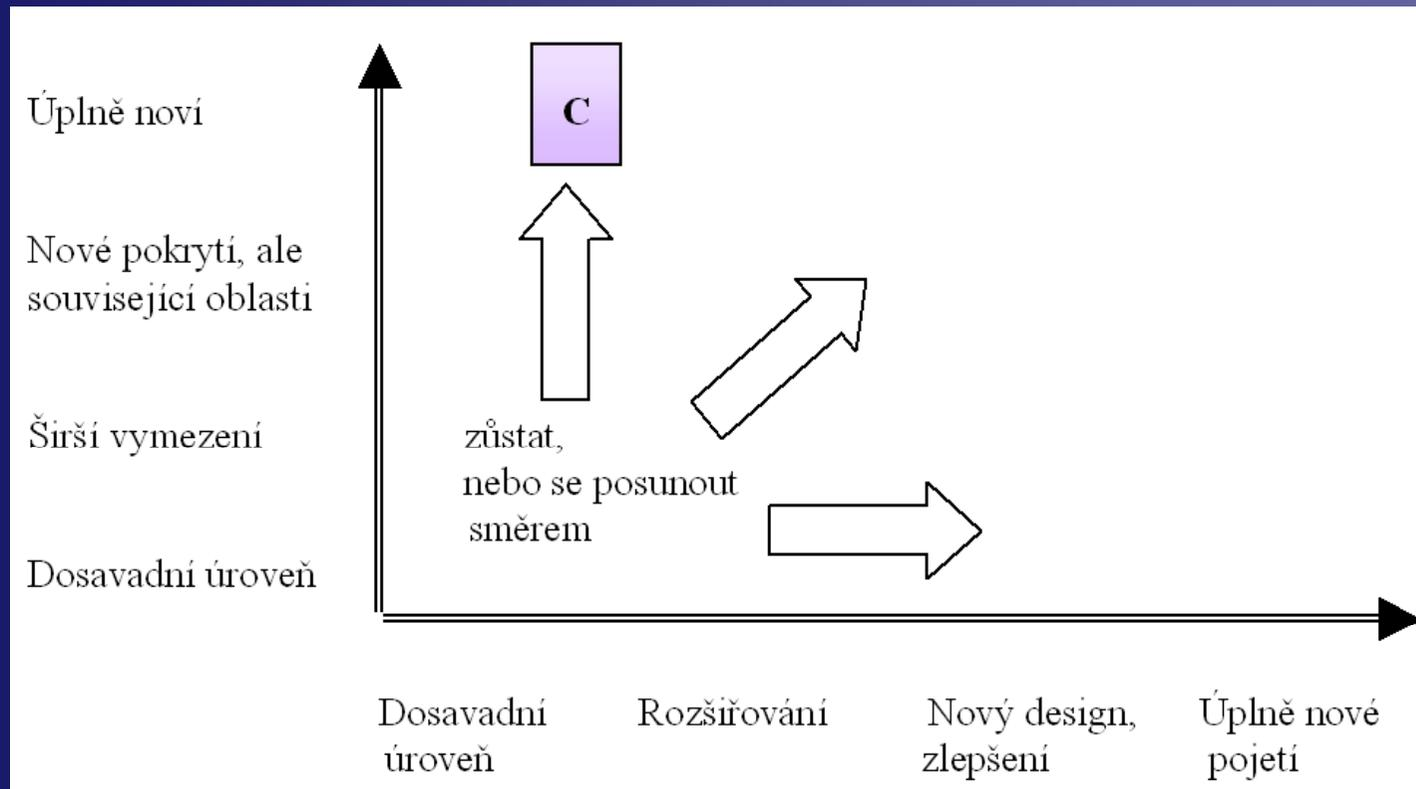 Úplně noví
C
Nové pokrytí, ale
související oblasti
Širší vymezení
zůstat,
nebo se posunout
směrem
Dosavadní úroveň
Dosavadní
úroveň
Rozšiřování
Nový design,
zlepšení
Úplně nové
pojetí